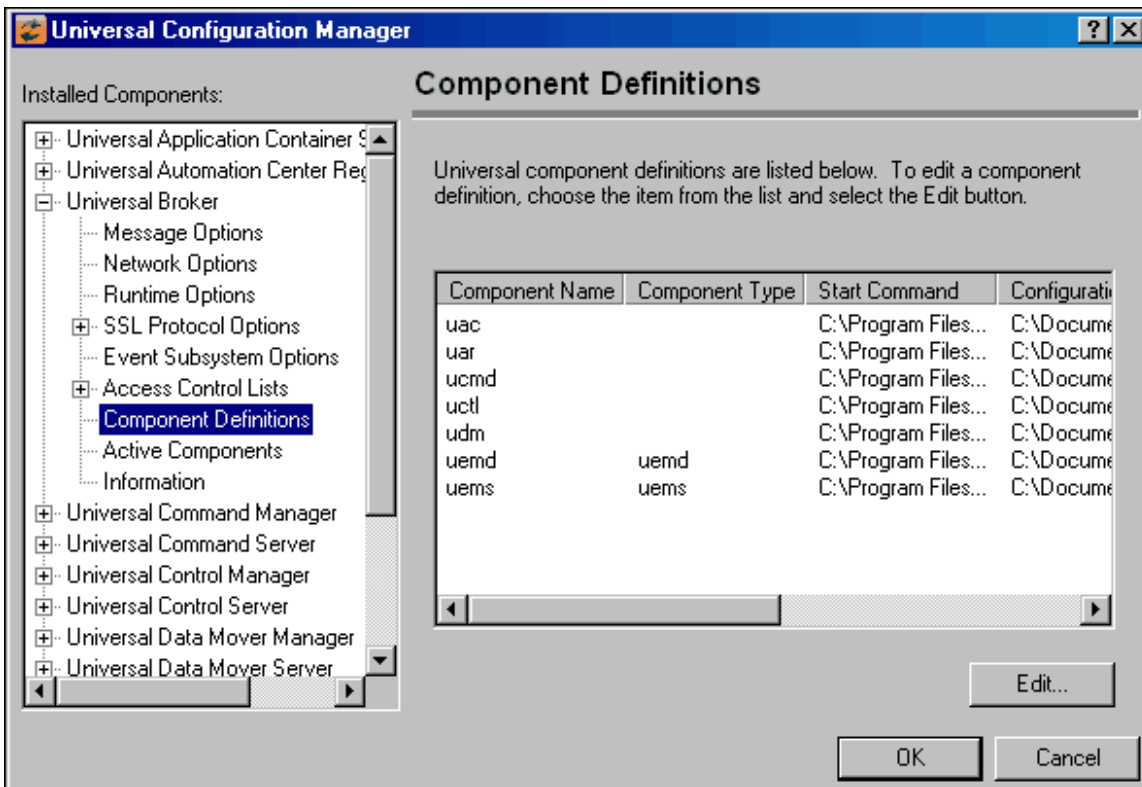 Universal Configuration Manager
Installed Components:
Universal Application Container S
Universal Automation Center Reg
Universal Broker
Message Options
Network Options
Runtime Options
SSL Protocol Options
Event Subsystem Options
Access Control Lists
Component Definitions
Active Components
Information
Universal Command Manager
Universal Command Server
Universal Control Manager
Universal Control Server
Universal Data Mover Manager
Universal Data Mover Server
Component Definitions
Universal component definitions are listed below. To edit a component
definition, choose the item from the list and select the Edit button.
Component Name Component Type Start Command Configurati
uac C:\Program Files... C:\Docume
uar C:\Program Files... C:\Docume
ucmd C:\Program Files... C:\Docume
uctl C:\Program Files... C:\Docume
udm C:\Program Files... C:\Docume
uemd uemd C:\Program Files... C:\Docume
uems uems C:\Program Files... C:\Docume
Edit...
OK Cancel